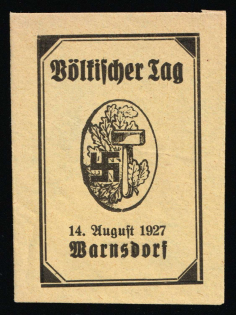 Völkischer Tag
14. August 1927
Warnsdorf